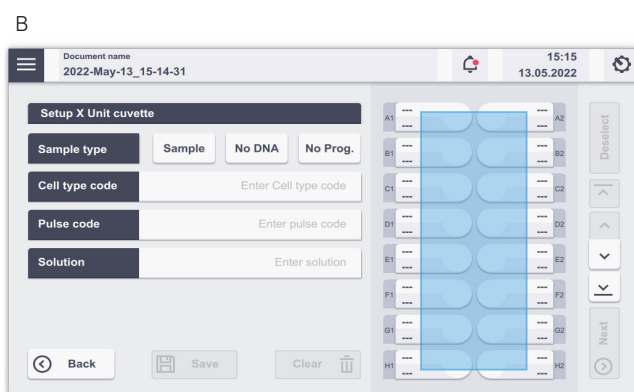 B
Document name
2022-May-13_15-14-31
15:15
13.05.2022
Setup X Unit cuvette
Sample type
Sample
No DNA
No Prog.
Cell type code
Enter Cell type code
Pulse code
Enter pulse code
Solution
Enter solution
Back
Save
Clear
A1 --- --- A2
--- ---
B1 --- --- B2
--- ---
C1 --- --- C2
--- ---
D1 --- --- D2
--- ---
E1 --- --- E2
--- ---
F1 --- --- F2
--- ---
G1 --- --- G2
--- ---
H1 --- --- H2
--- ---
Deselect
Next